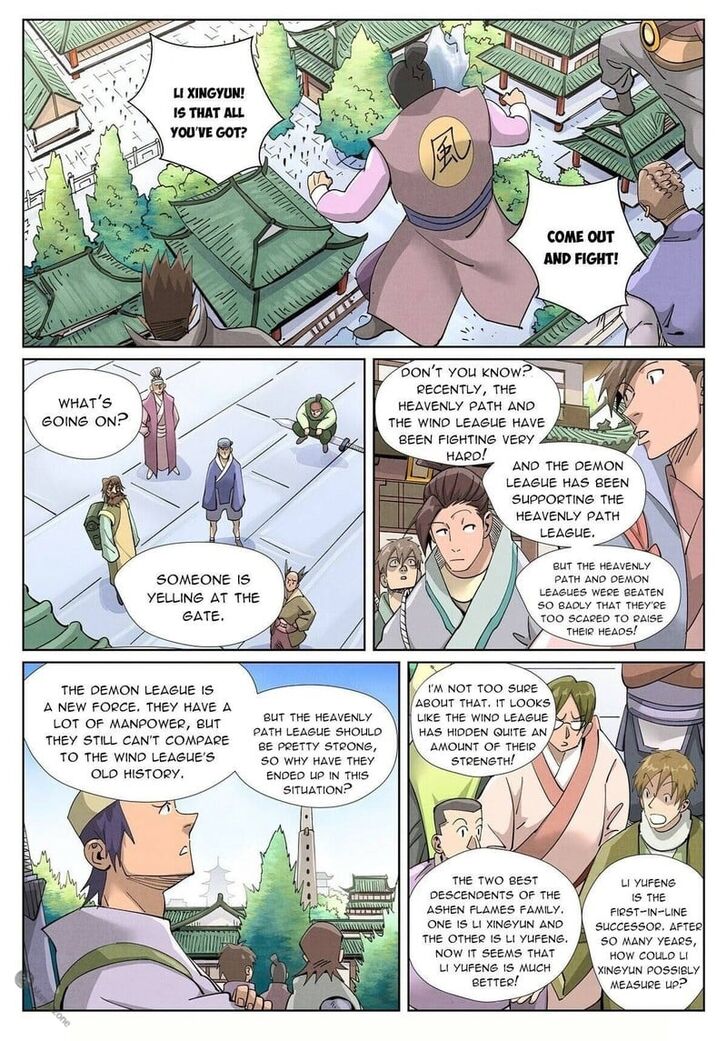 LI XINGYUN!
IS THAT ALL
YOU'VE GOT?
風
COME OUT
AND FIGHT!
WHAT'S
GOING ON?
SOMEONE IS
YELLING AT THE
GATE.
DON'T YOU KNOW?
RECENTLY, THE
HEAVENLY PATH AND
THE WIND LEAGUE HAVE
BEEN FIGHTING VERY
HARD!
AND THE DEMON
LEAGUE HAS BEEN
SUPPORTING THE
HEAVENLY PATH
LEAGUE.
BUT THE HEAVENLY
PATH AND DEMON
LEAGUES WERE BEATEN
SO BADLY THAT THEY'RE
TOO SCARED TO RAISE
THEIR HEADS!
THE DEMON LEAGUE IS
A NEW FORCE. THEY HAVE
A LOT OF MANPOWER, BUT
THEY STILL CAN'T COMPARE
TO THE WIND LEAGUE'S
OLD HISTORY.
BUT THE HEAVENLY
PATH LEAGUE SHOULD
BE PRETTY STRONG,
SO WHY HAVE THEY
ENDED UP IN THIS
SITUATION?
I'M NOT TOO SURE
ABOUT THAT. IT LOOKS
LIKE THE WIND LEAGUE
HAS HIDDEN QUITE AN
AMOUNT OF THEIR
STRENGTH!
THE TWO BEST
DESCENDENTS OF THE
ASHEN FLAMES FAMILY.
ONE IS LI XINGYUN AND
THE OTHER IS LI YUFENG.
NOW IT SEEMS THAT
LI YUFENG IS MUCH
BETTER!
LI YUFENG
IS THE
FIRST-IN-LINE
SUCCESSOR. AFTER
SO MANY YEARS,
HOW COULD LI
XINGYUN POSSIBLY
MEASURE UP?